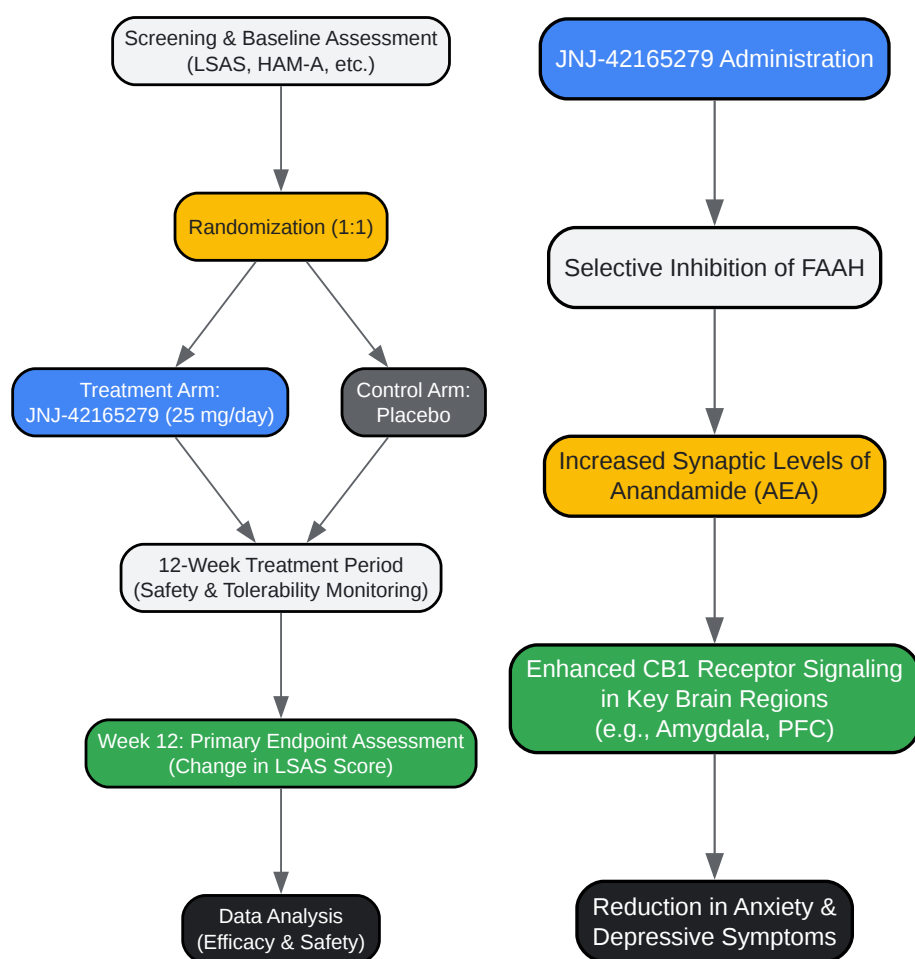 Screening & Baseline Assessment
(LSAS, HAM-A, etc.)
Randomization (1:1)
Treatment Arm:
JNJ-42165279 (25 mg/day)
Control Arm:
Placebo
12-Week Treatment Period
(Safety & Tolerability Monitoring)
Week 12: Primary Endpoint Assessment
(Change in LSAS Score)
Data Analysis
(Efficacy & Safety)
JNJ-42165279 Administration
Selective Inhibition of FAAH
Increased Synaptic Levels of
Anandamide (AEA)
Enhanced CB1 Receptor Signaling
in Key Brain Regions
(e.g., Amygdala, PFC)
Reduction in Anxiety &
Depressive Symptoms